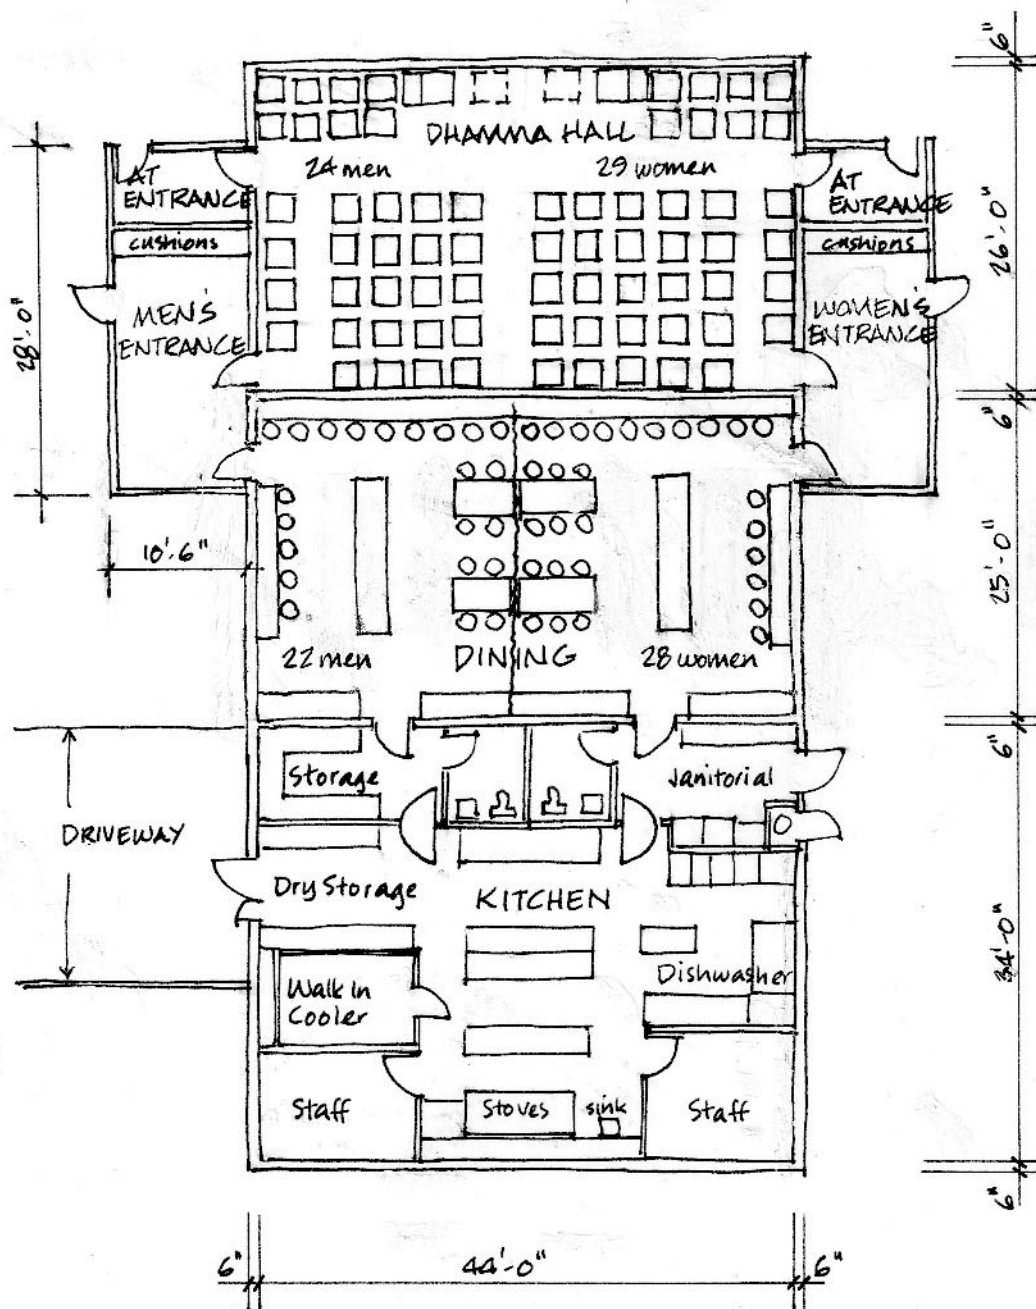 6"
DHAMMA HALL
24 men
29 women
AT
ENTRANCE
AT
ENTRANCE
cushions
cushions
26'-0"
28'-0"
MEN'S
ENTRANCE
WOMEN'S
ENTRANCE
6"
10'-6"
25'-0"
22 men
DINING
28 women
6"
Storage
Janitorial
DRIVEWAY
Dry Storage
KITCHEN
34'-0"
Dishwasher
Walk In
Cooler
Staff
Stoves
sink
Staff
6"
6"
44'-0"
6"